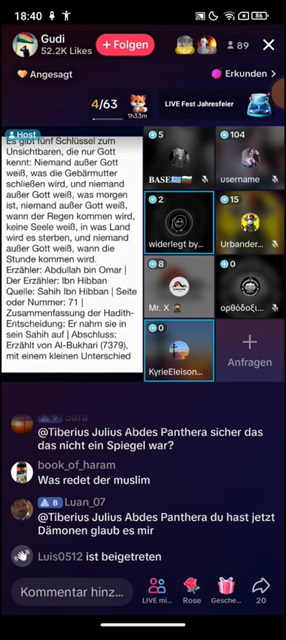 18:40
86
Gudi
52.2K Likes
+ Folgen
89
Angesagt
Erkunden >
4/63
1h33m
LIVE Fest Jahresfeier
Host
Es gibt fünf Schlüssel zum
Unsichtbaren, die nur Gott
kennt: Niemand außer Gott
weiß, was die Gebärmutter
schließen wird, und niemand
außer Gott weiß, was morgen
ist, niemand außer Gott weiß,
wann der Regen kommen wird,
keine Seele weiß, in was Land
wird es sterben, und niemand
außer Gott weiß, wann die
Stunde kommen wird.
Erzähler: Abdullah bin Omar |
Der Erzähler: Ibn Hibban
Quelle: Sahih Ibn Hibban | Seite
oder Nummer: 71 |
Zusammenfassung der Hadith-
Entscheidung: Er nahm sie in
sein Sahih auf | Abschluss:
Erzählt von Al-Bukhari (7379),
mit einem kleinen Unterschied
5
BASE
104
username
2
widerlegt by...
15
Urbander...
8
Mr. X
0
ορθόδοξι...
0
KyrieEleison...
+
Anfragen
Sara
@Tiberius Julius Abdes Panthera sicher das
das nicht ein Spiegel war?
book_of_haram
Was redet der muslim
8 Luan_07
@Tiberius Julius Abdes Panthera du hast jetzt
Dämonen glaub es mir
Luis0512 ist beigetreten
Kommentar hinz...
LIVE mi...
Rose
Gesche...
20